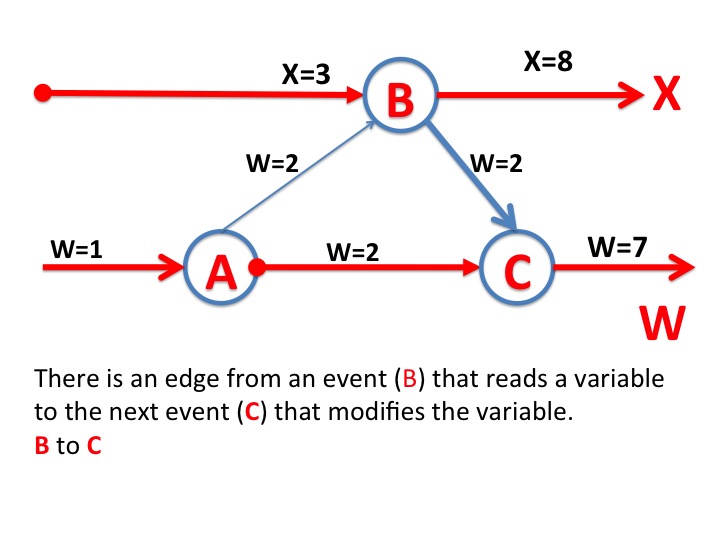 X=3
X=8
B
X
W=2
W=2
W=1
A
W=2
C
W=7
W
There is an edge from an event (B) that reads a variable
to the next event (C) that modifies the variable.
B to C